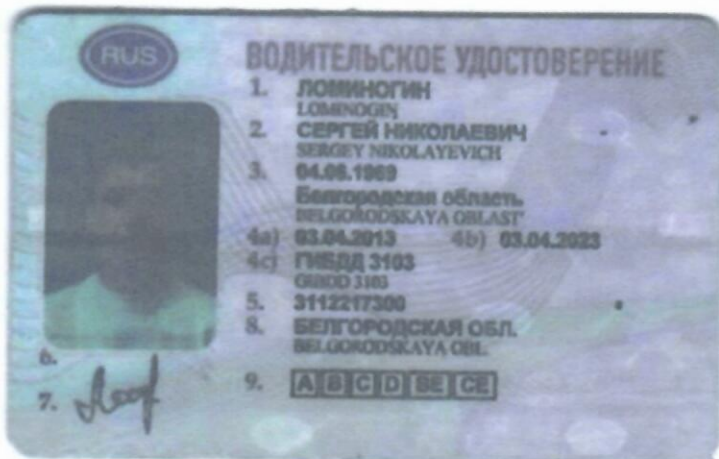 RUS
ВОДИТЕЛЬСКОЕ УДОСТОВЕРЕНИЕ
1. ЛОМИНОГИН
LOMINOGIN
2. СЕРГЕЙ НИКОЛАЕВИЧ
SERGEY NIKOLAYEVICH
3. 04.06.1969
Белгородская область
BELGORODSKAYA OBLAST'
4a) 03.04.2013 4b) 03.04.2023
4c) ГИБДД 3103
GIBDD 3103
5. 3112217300
8. БЕЛГОРОДСКАЯ ОБЛ.
BELGORODSKAYA OBL.
6.
7.
9. A B C D BE CE